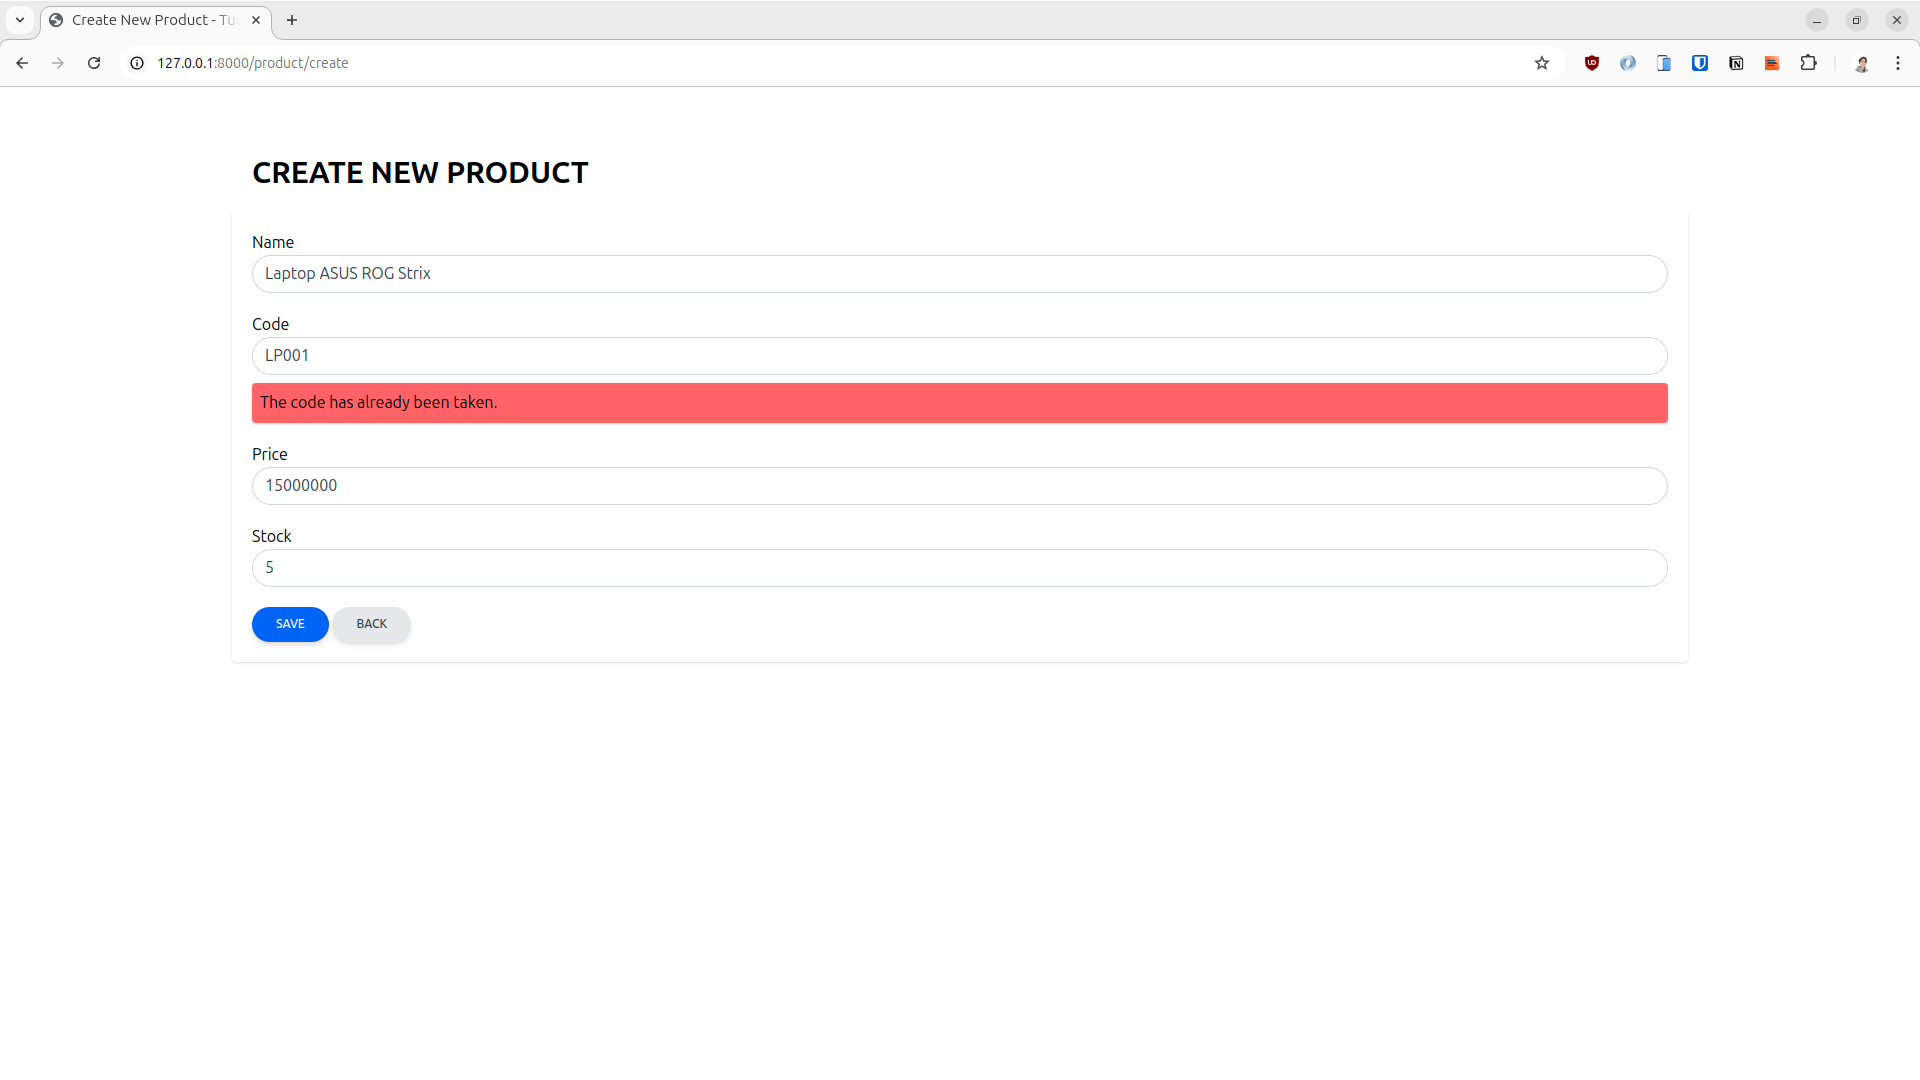 Create New Product - Tu
127.0.0.1:8000/product/create
CREATE NEW PRODUCT
Name
Laptop ASUS ROG Strix
Code
LP001
The code has already been taken.
Price
15000000
Stock
5
SAVE BACK